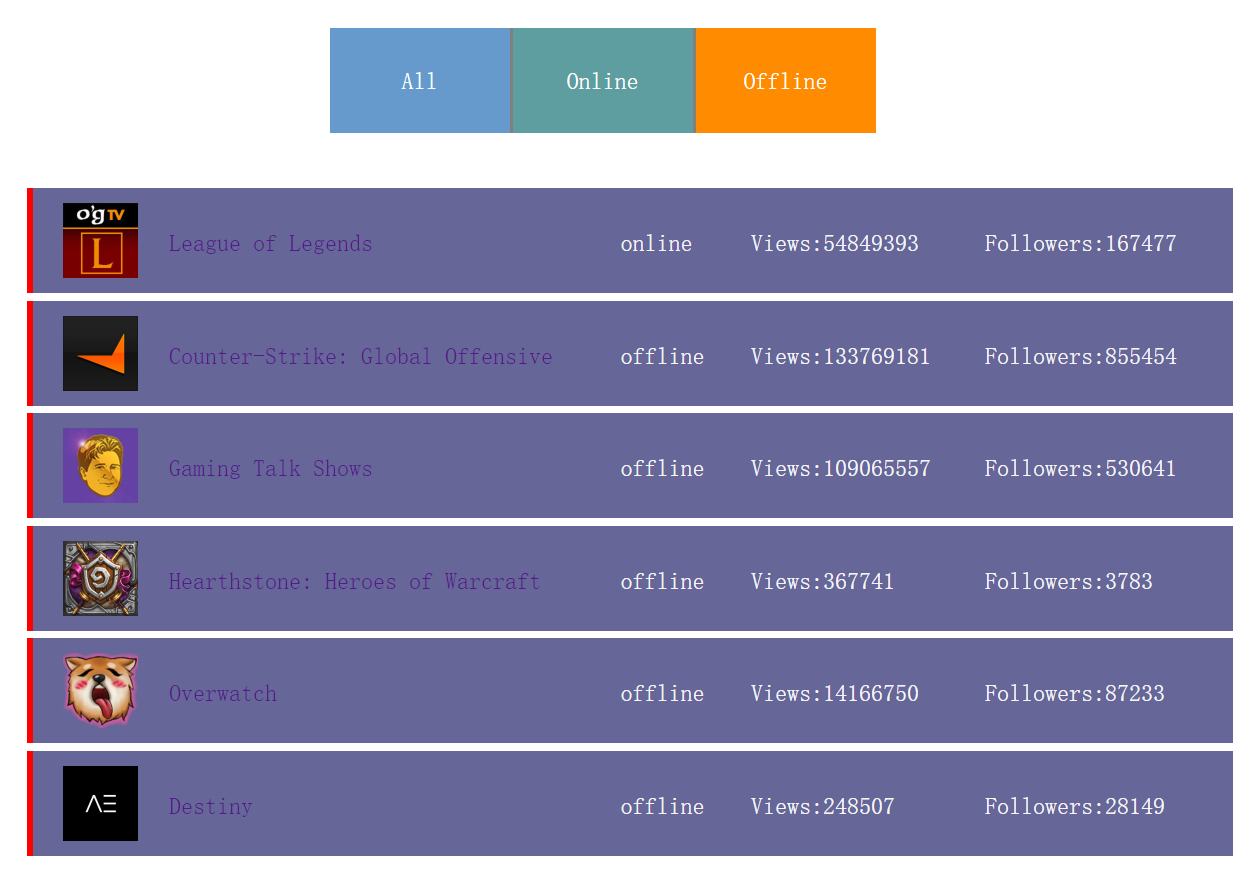 All Online Offline
o'g TV
L
League of Legends online Views:54849393 Followers:167477
Counter-Strike: Global Offensive offline Views:133769181 Followers:855454
Gaming Talk Shows offline Views:109065557 Followers:530641
Hearthstone: Heroes of Warcraft offline Views:367741 Followers:3783
Overwatch offline Views:14166750 Followers:87233
Destiny offline Views:248507 Followers:28149